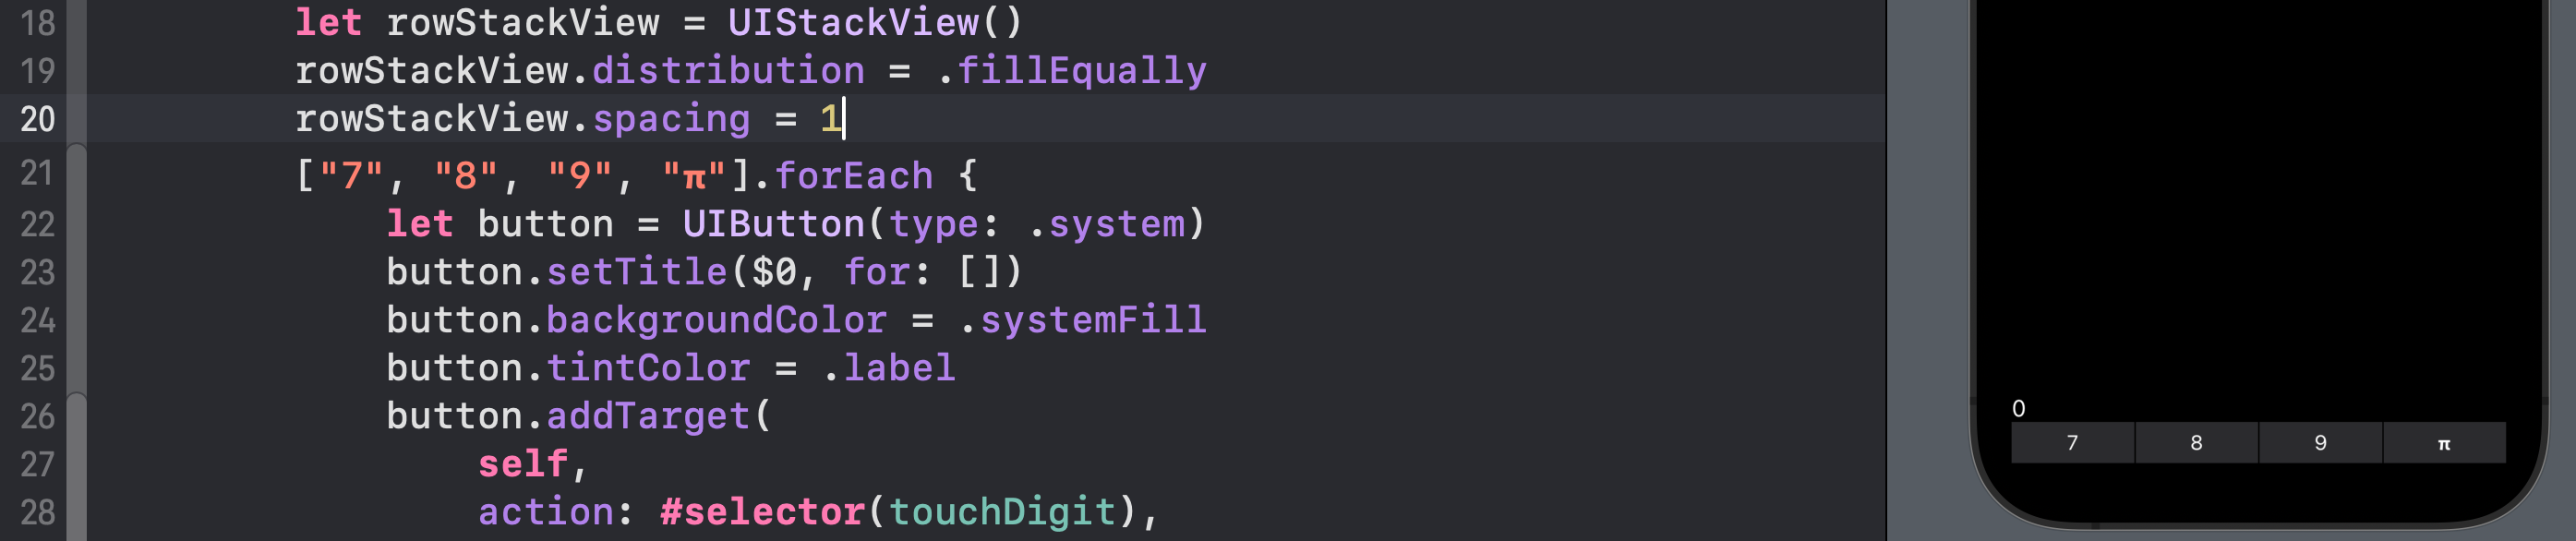 18 let rowStackView = UIStackView()
19 rowStackView.distribution = .fillEqually
20 rowStackView.spacing = 1
21 ["7", "8", "9", "π"].forEach {
22 let button = UIButton(type: .system)
23 button.setTitle($0, for: [])
24 button.backgroundColor = .systemFill
25 button.tintColor = .label
26 button.addTarget(
27 self,
28 action: #selector(touchDigit),
0
7 8 9 π